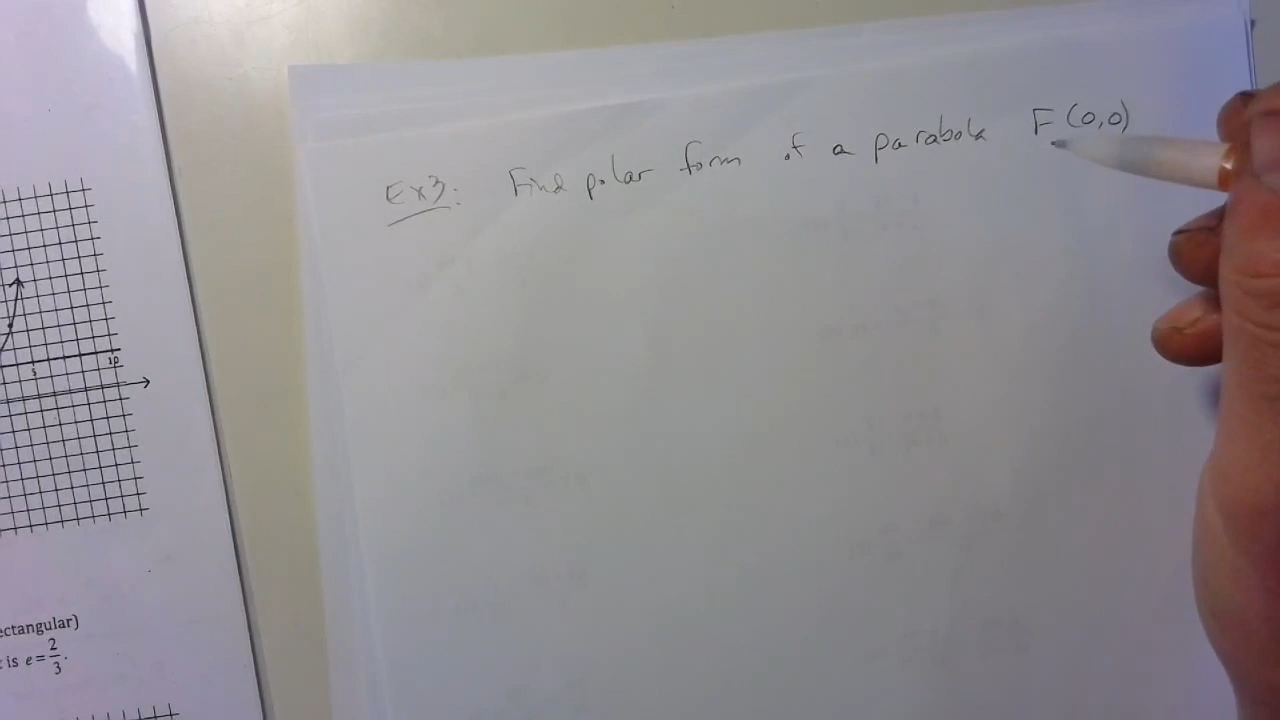 Ex3: Find polar form of a parabola F(0,0)
5 10
ectangular)
is e=2/3.